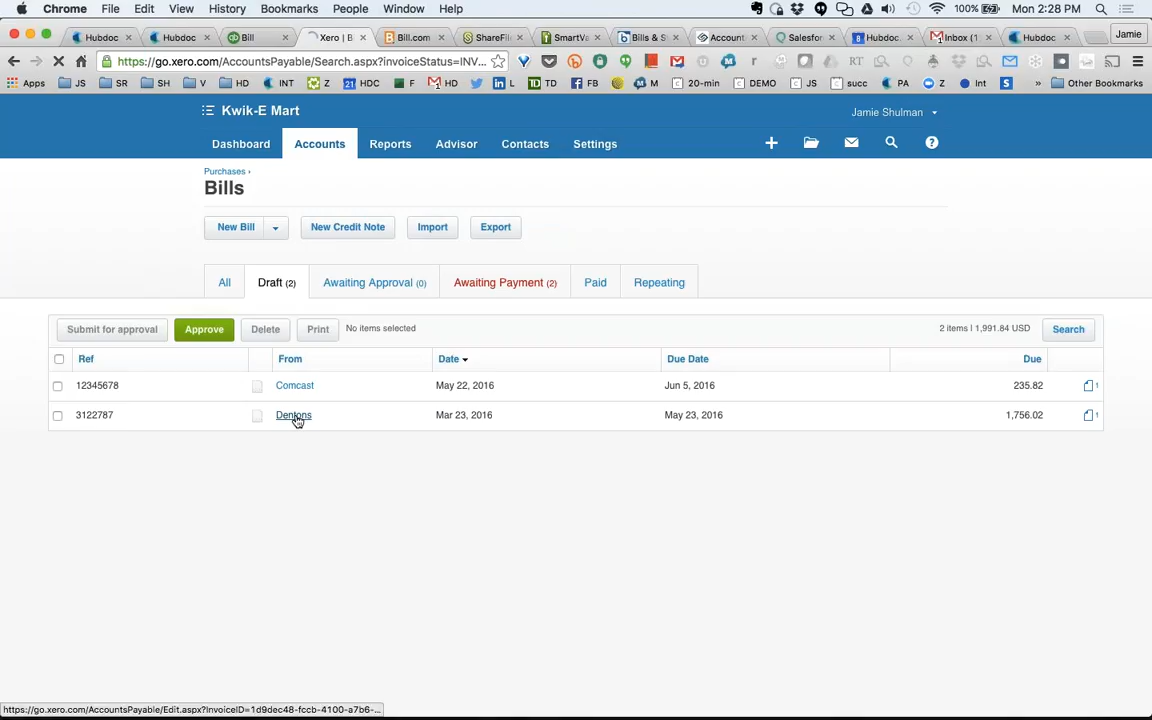 Chrome File Edit View History Bookmarks People Window Help 100% Mon 2:28 PM
Hubdoc Hubdoc Bill Xero | B Bill.com ShareFil SmartVa Bills & S Account Salesfor Hubdoc Inbox (1 Hubdoc Jamie
https://go.xero.com/AccountsPayable/Search.aspx?invoiceStatus=INV...
Apps JS SR SH V HD INT Z 21 HDC F HD L TD FB M 20-min DEMO JS succ PA Z Int » Other Bookmarks
Kwik-E Mart Jamie Shulman
Dashboard Accounts Reports Advisor Contacts Settings
Purchases ›
Bills
New Bill New Credit Note Import Export
All Draft (2) Awaiting Approval (0) Awaiting Payment (2) Paid Repeating
Submit for approval Approve Delete Print No items selected 2 items | 1,991.84 USD Search
Ref From Date Due Date Due
12345678 Comcast May 22, 2016 Jun 5, 2016 235.82 1
3122787 Dentons Mar 23, 2016 May 23, 2016 1,756.02 1
https://go.xero.com/AccountsPayable/Edit.aspx?InvoiceID=1d9dec48-fccb-4100-a7b6-...